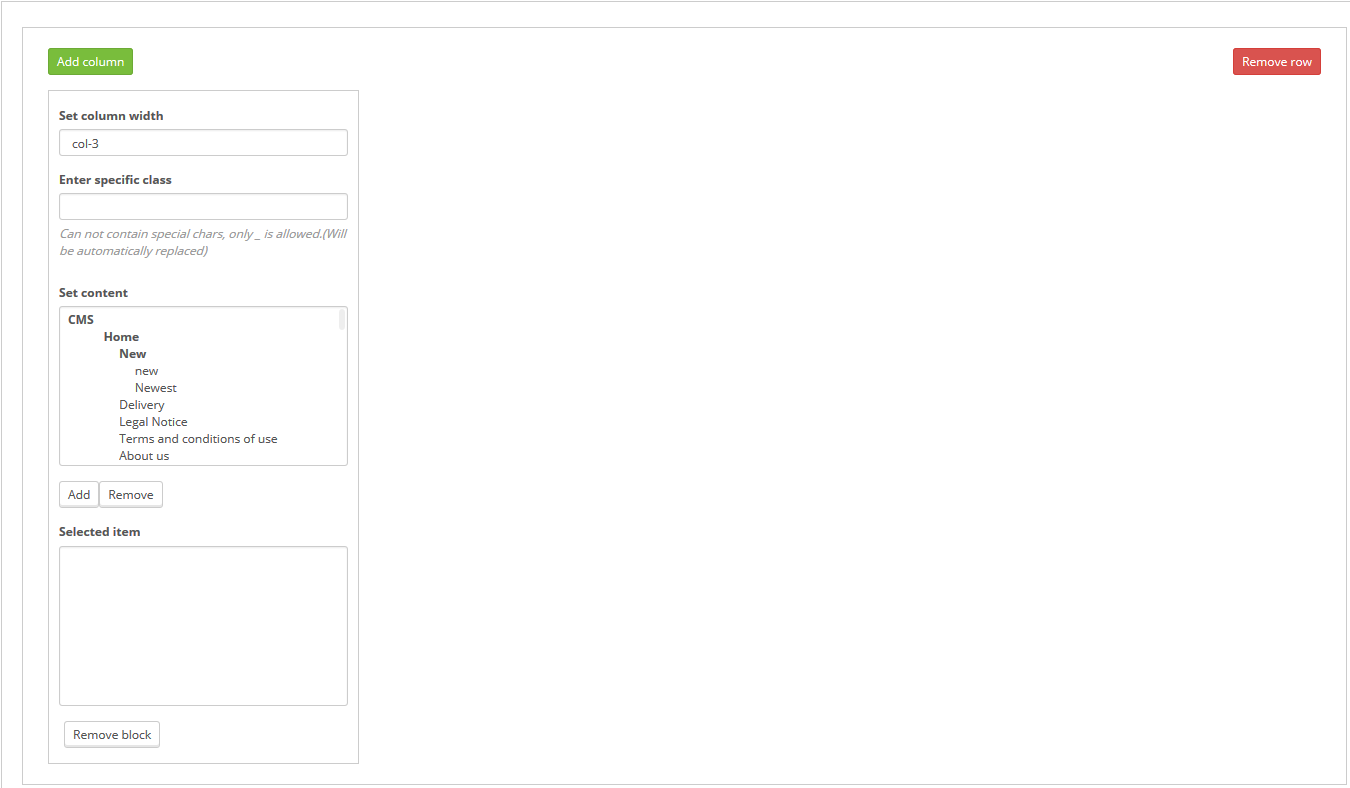 Add column
Remove row
Set column width
col-3
Enter specific class
Can not contain special chars, only _ is allowed.(Will
be automatically replaced)
Set content
CMS
Home
New
new
Newest
Delivery
Legal Notice
Terms and conditions of use
About us
Add Remove
Selected item
Remove block